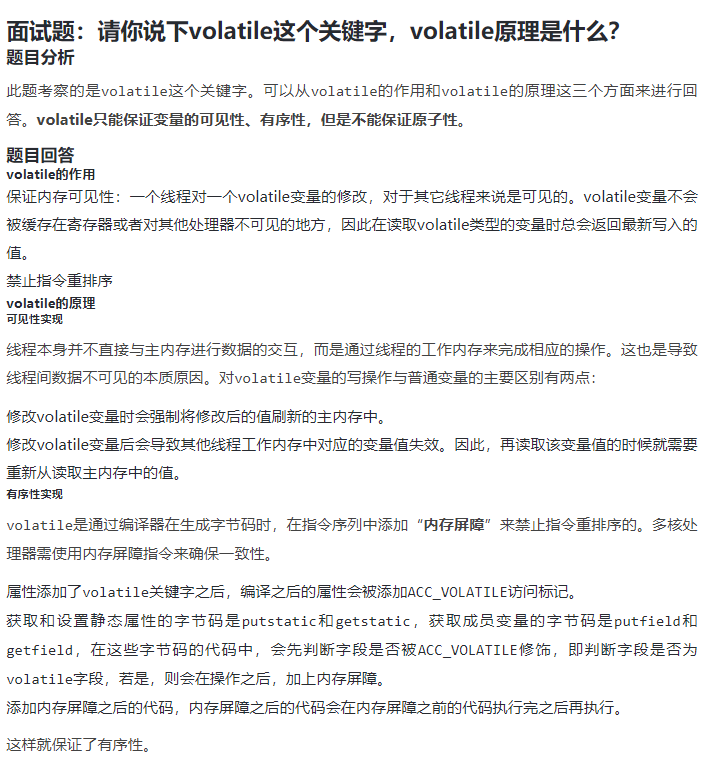 面试题：请你说下volatile这个关键字，volatile原理是什么？
题目分析
此题考察的是volatile这个关键字。可以从volatile的作用和volatile的原理这三个方面来进行回
答。volatile只能保证变量的可见性、有序性，但是不能保证原子性。
题目回答
volatile的作用
保证内存可见性：一个线程对一个volatile变量的修改，对于其它线程来说是可见的。volatile变量不会
被缓存在寄存器或者对其他处理器不可见的地方，因此在读取volatile类型的变量时总会返回最新写入的
值。
禁止指令重排序
volatile的原理
可见性实现
线程本身并不直接与主内存进行数据的交互，而是通过线程的工作内存来完成相应的操作。这也是导致
线程间数据不可见的本质原因。对volatile变量的写操作与普通变量的主要区别有两点：
修改volatile变量时会强制将修改后的值刷新的主内存中。
修改volatile变量后会导致其他线程工作内存中对应的变量值失效。因此，再读取该变量值的时候就需要
重新从读取主内存中的值。
有序性实现
volatile是通过编译器在生成字节码时，在指令序列中添加“内存屏障”来禁止指令重排序的。多核处
理器需使用内存屏障指令来确保一致性。
属性添加了volatile关键字之后，编译之后的属性会被添加ACC_VOLATILE访问标记。
获取和设置静态属性的字节码是putstatic和getstatic，获取成员变量的字节码是putfield和
getfield，在这些字节码的代码中，会先判断字段是否被ACC_VOLATILE修饰，即判断字段是否为
volatile字段，若是，则会在操作之后，加上内存屏障。
添加内存屏障之后的代码，内存屏障之后的代码会在内存屏障之前的代码执行完之后再执行。
这样就保证了有序性。